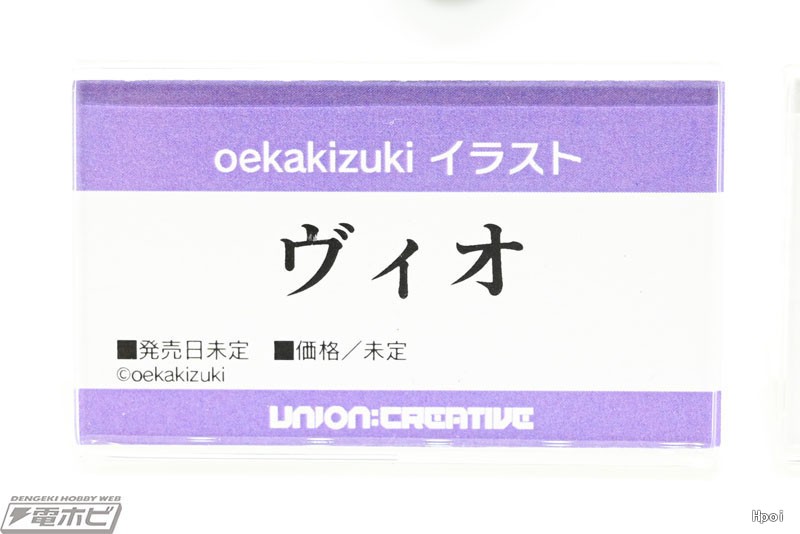 oekakizuki イラスト
ヴィオ
■発売日未定 ■価格／未定
©oekakizuki
UNION:CREATIVE
DENGEKI HOBBY WEB
電ホビ
Hpoi